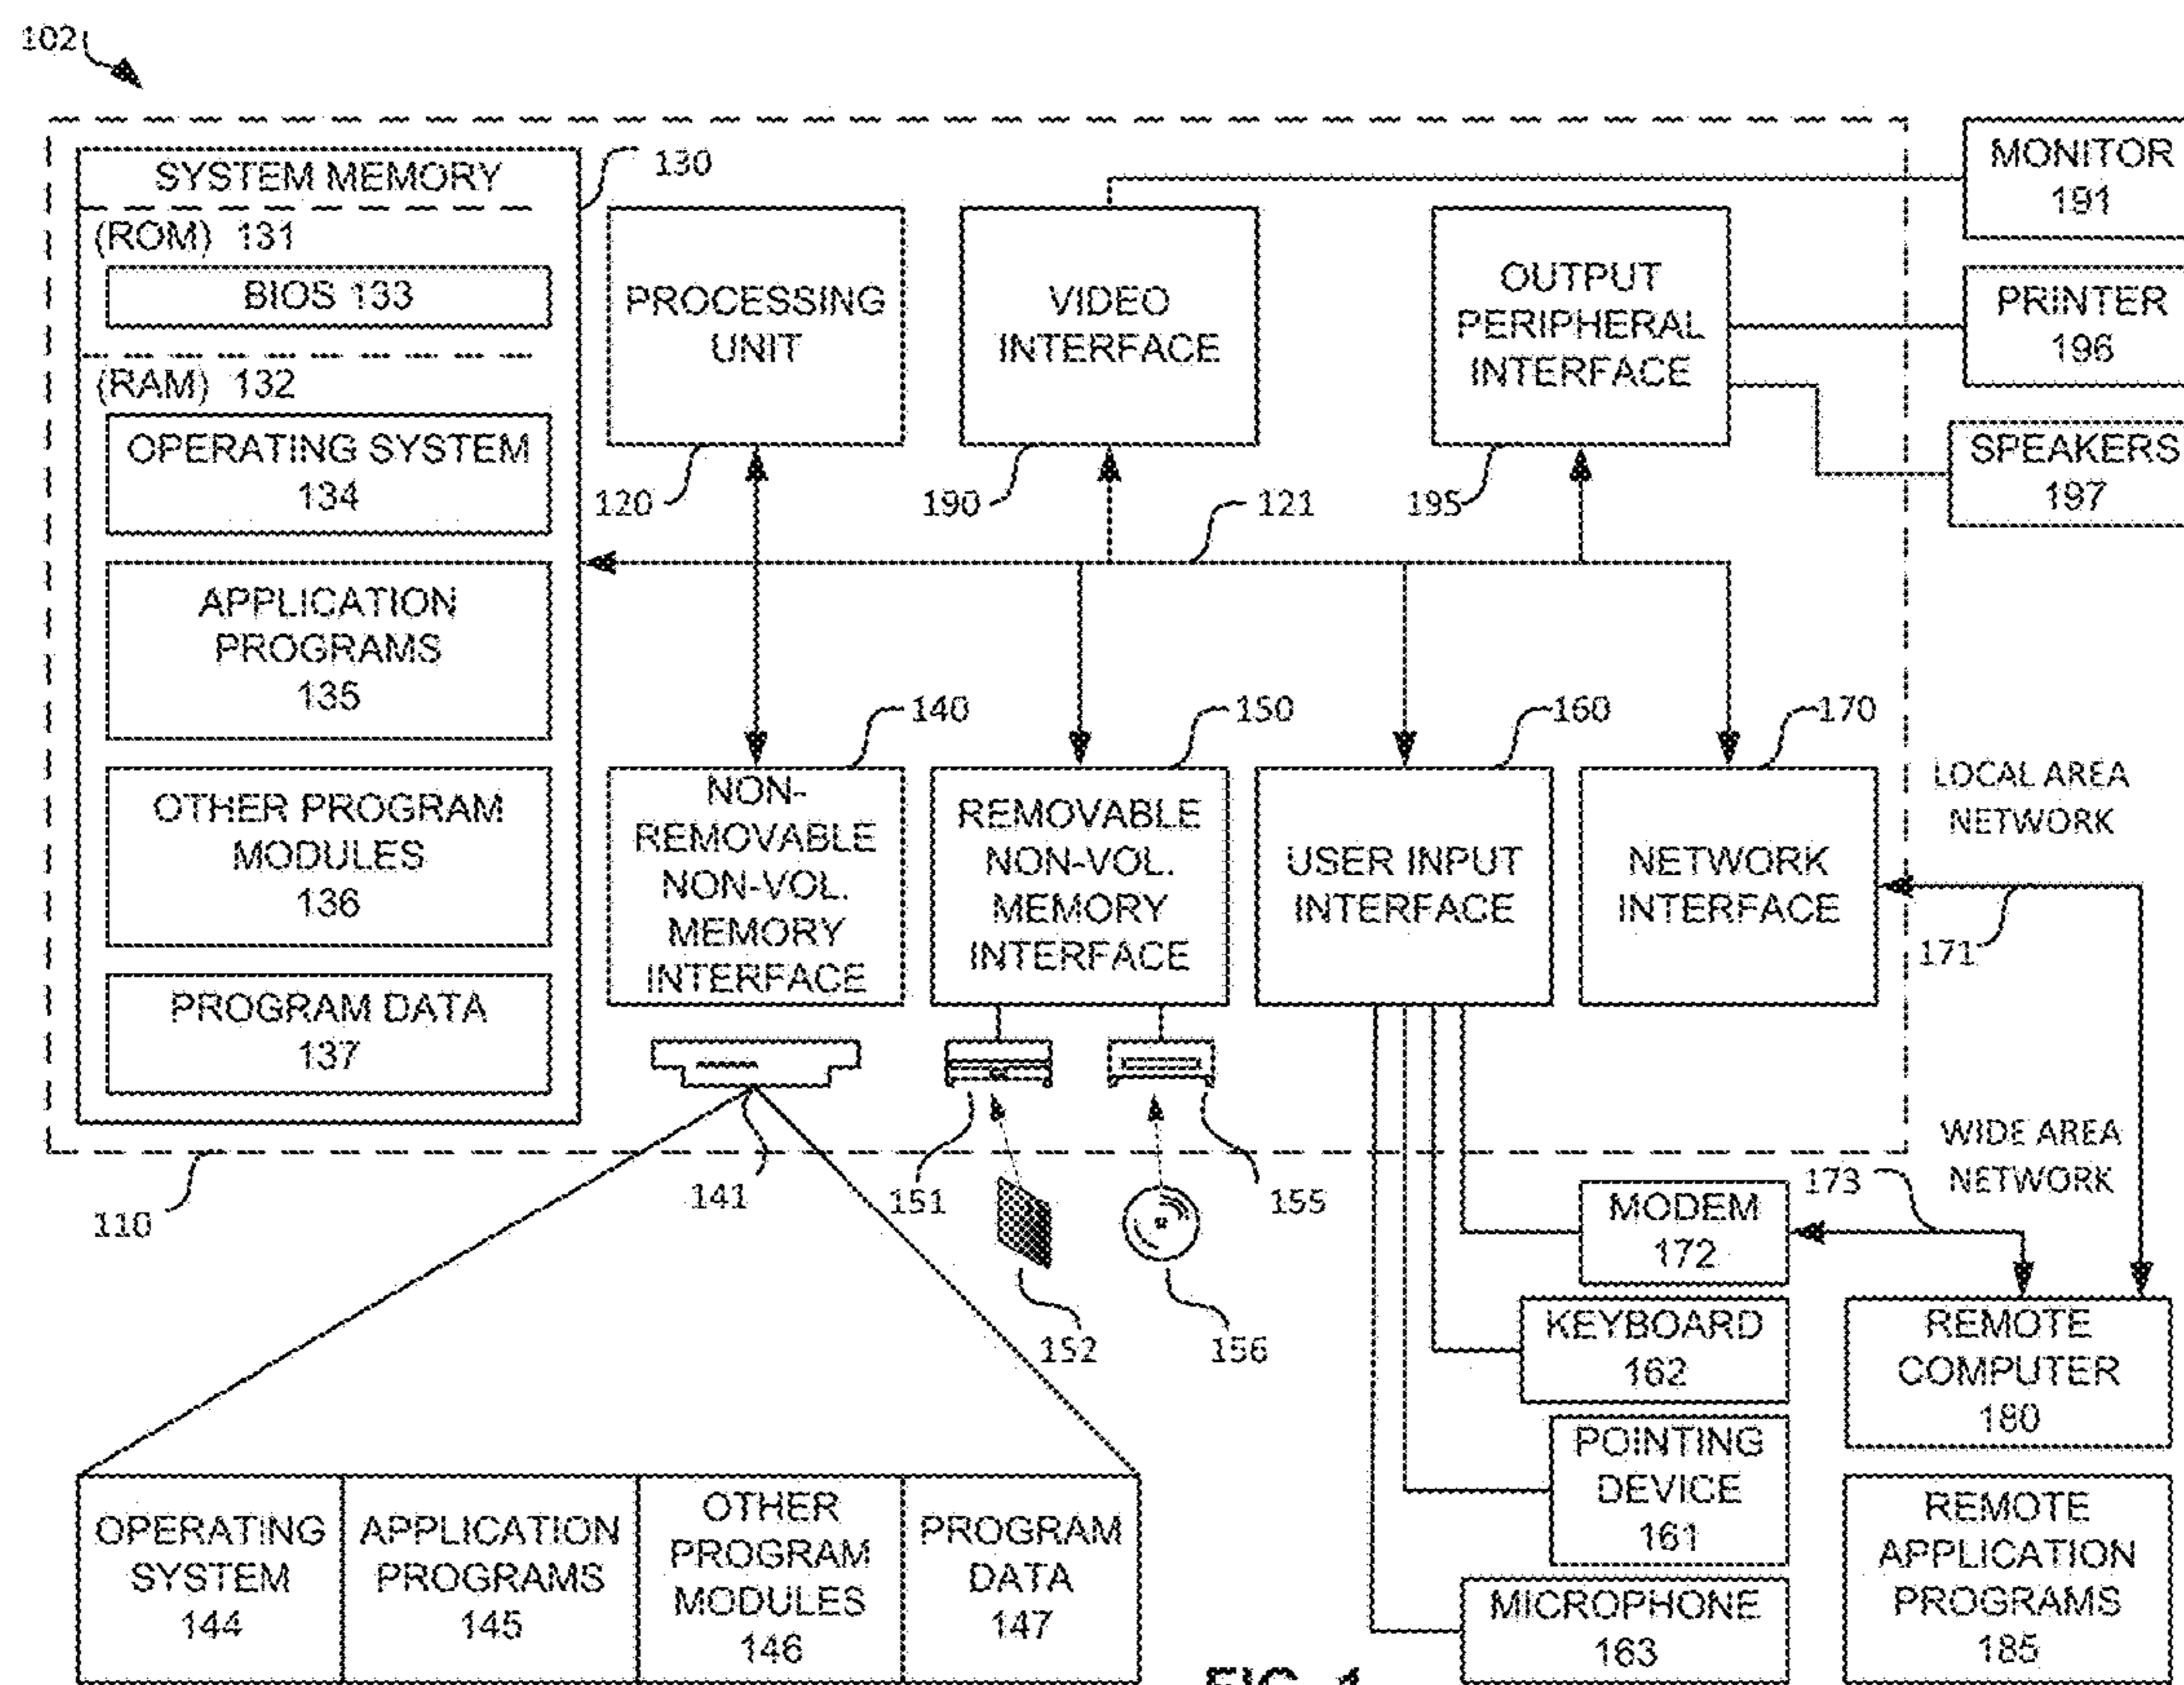 102
SYSTEM MEMORY
130
(ROM) 131
BIOS 133
(RAM) 132
OPERATING SYSTEM
134
APPLICATION
PROGRAMS
135
OTHER PROGRAM
MODULES
136
PROGRAM DATA
137
PROCESSING
UNIT
120
VIDEO
INTERFACE
190
121
OUTPUT
PERIPHERAL
INTERFACE
195
MONITOR
191
PRINTER
196
SPEAKERS
197
140
NON-
REMOVABLE
NON-VOL.
MEMORY
INTERFACE
150
REMOVABLE
NON-VOL.
MEMORY
INTERFACE
160
USER INPUT
INTERFACE
170
NETWORK
INTERFACE
LOCAL AREA
NETWORK
171
110
141
151
152
155
156
WIDE AREA
NETWORK
173
MODEM
172
KEYBOARD
162
POINTING
DEVICE
161
MICROPHONE
163
REMOTE
COMPUTER
180
REMOTE
APPLICATION
PROGRAMS
185
OPERATING
SYSTEM
144
APPLICATION
PROGRAMS
145
OTHER
PROGRAM
MODULES
146
PROGRAM
DATA
147
FIG. 1